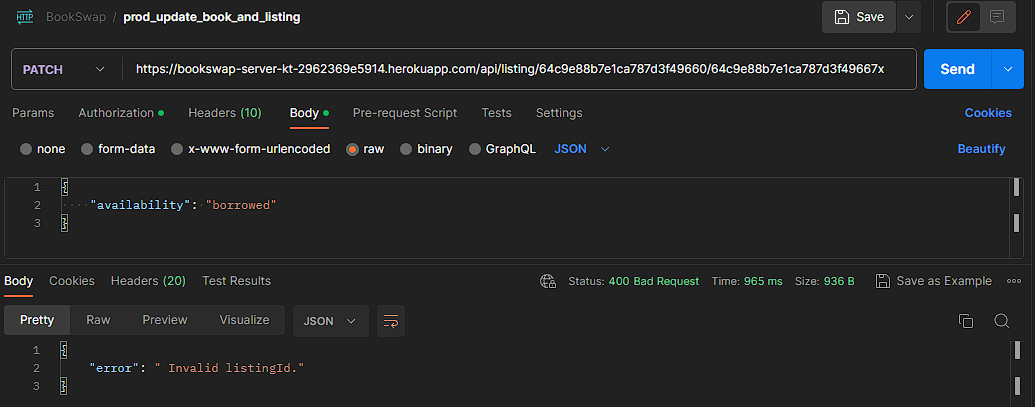 HTTP BookSwap / prod_update_book_and_listing Save
PATCH https://bookswap-server-kt-2962369e5914.herokuapp.com/api/listing/64c9e88b7e1ca787d3f49660/64c9e88b7e1ca787d3f49667x Send
Params Authorization Headers (10) Body Pre-request Script Tests Settings Cookies
none form-data x-www-form-urlencoded raw binary GraphQL JSON Beautify
1 {
2 ····"availability":·"borrowed"
3 }
Body Cookies Headers (20) Test Results Status: 400 Bad Request Time: 965 ms Size: 936 B Save as Example
Pretty Raw Preview Visualize JSON
1 {
2 "error": " Invalid listingId."
3 }